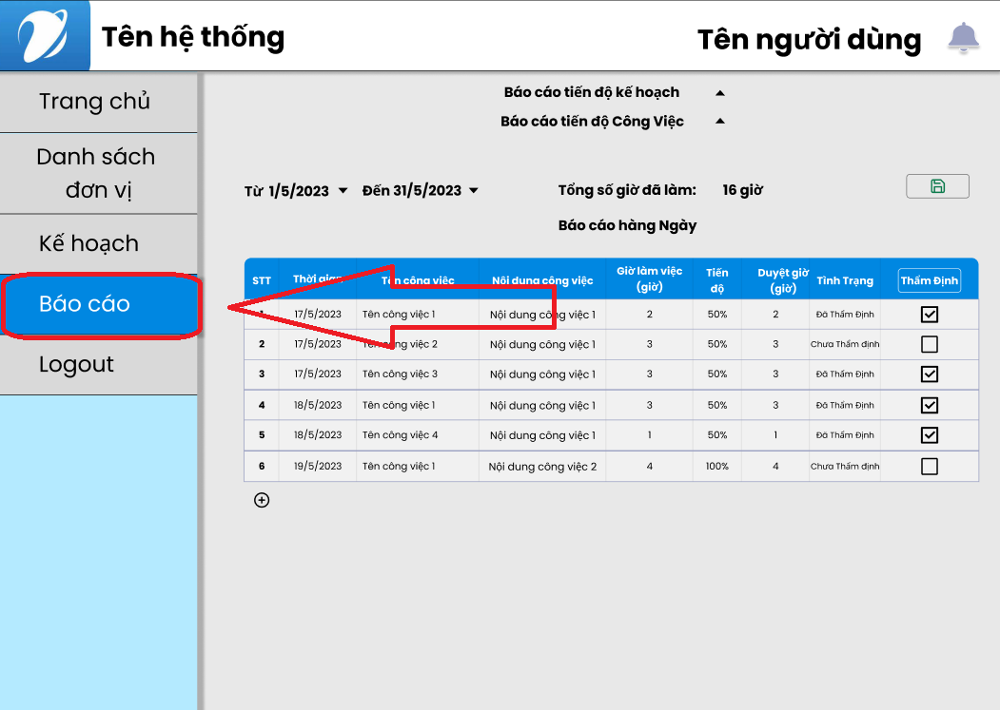 Tên hệ thống
Tên người dùng
Trang chủ
Danh sách
đơn vị
Kế hoạch
Báo cáo
Logout
Báo cáo tiến độ kế hoạch
Báo cáo tiến độ Công Việc
Từ 1/5/2023 Đến 31/5/2023 Tổng số giờ đã làm: 16 giờ
Báo cáo hàng Ngày
STT Thời gian Tên công việc Nội dung công việc Giờ làm việc (giờ) Tiến độ Duyệt giờ (giờ) Tình Trạng Thẩm Định
1 17/5/2023 Tên công việc 1 Nội dung công việc 1 2 50% 2 Đã Thẩm Định
2 17/5/2023 Tên công việc 2 Nội dung công việc 1 3 50% 3 Chưa Thẩm định
3 17/5/2023 Tên công việc 3 Nội dung công việc 1 3 50% 3 Đã Thẩm Định
4 18/5/2023 Tên công việc 1 Nội dung công việc 1 3 50% 3 Đã Thẩm Định
5 18/5/2023 Tên công việc 4 Nội dung công việc 1 1 50% 1 Đã Thẩm Định
6 19/5/2023 Tên công việc 1 Nội dung công việc 2 4 100% 4 Chưa Thẩm định